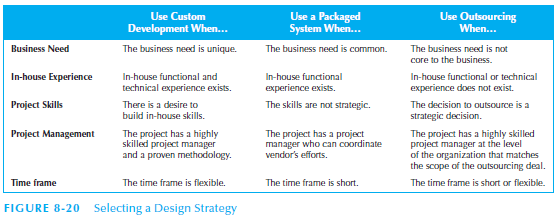 Use Custom Development When...
Use a Packaged System When...
Use Outsourcing When...
Business Need
The business need is unique.
The business need is common.
The business need is not
core to the business.
In-house Experience
In-house functional and
technical experience exists.
In-house functional
experience exists.
In-house functional or technical
experience does not exist.
Project Skills
There is a desire to
build in-house skills.
The skills are not strategic.
The decision to outsource is a
strategic decision.
Project Management
The project has a highly
skilled project manager
and a proven methodology.
The project has a project
manager who can coordinate
vendor's efforts.
The project has a highly skilled
project manager at the level
of the organization that matches
the scope of the outsourcing deal.
Time frame
The time frame is flexible.
The time frame is short.
The time frame is short or flexible.
FIGURE 8-20 Selecting a Design Strategy